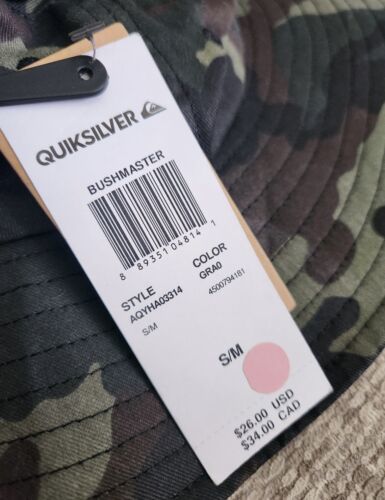 QUIKSILVER
BUSHMASTER
8 89351 04814 1
STYLE COLOR
AQYHA03314 GRA0
S/M 4500794181
S/M
$26.00 USD
$34.00 CAD